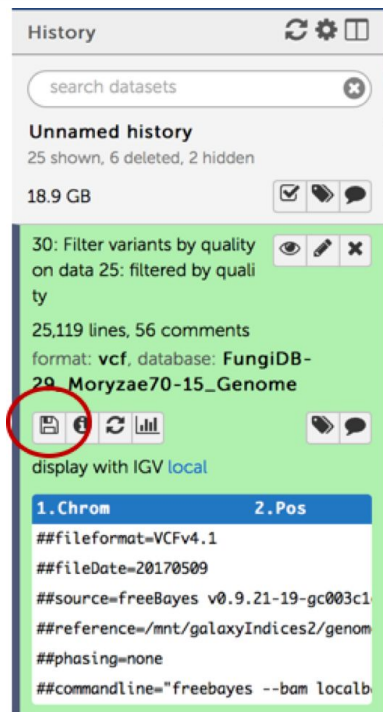 History
search datasets
Unnamed history
25 shown, 6 deleted, 2 hidden
18.9 GB
30: Filter variants by quality
on data 25: filtered by quali
ty
25,119 lines, 56 comments
format: vcf, database: FungiDB-
29_Moryzae70-15_Genome
display with IGV local
1.Chrom 2.Pos
##fileformat=VCFv4.1
##fileDate=20170509
##source=freeBayes v0.9.21-19-gc003c1
##reference=/mnt/galaxyIndices2/genom
##phasing=none
##commandline="freebayes --bam localb